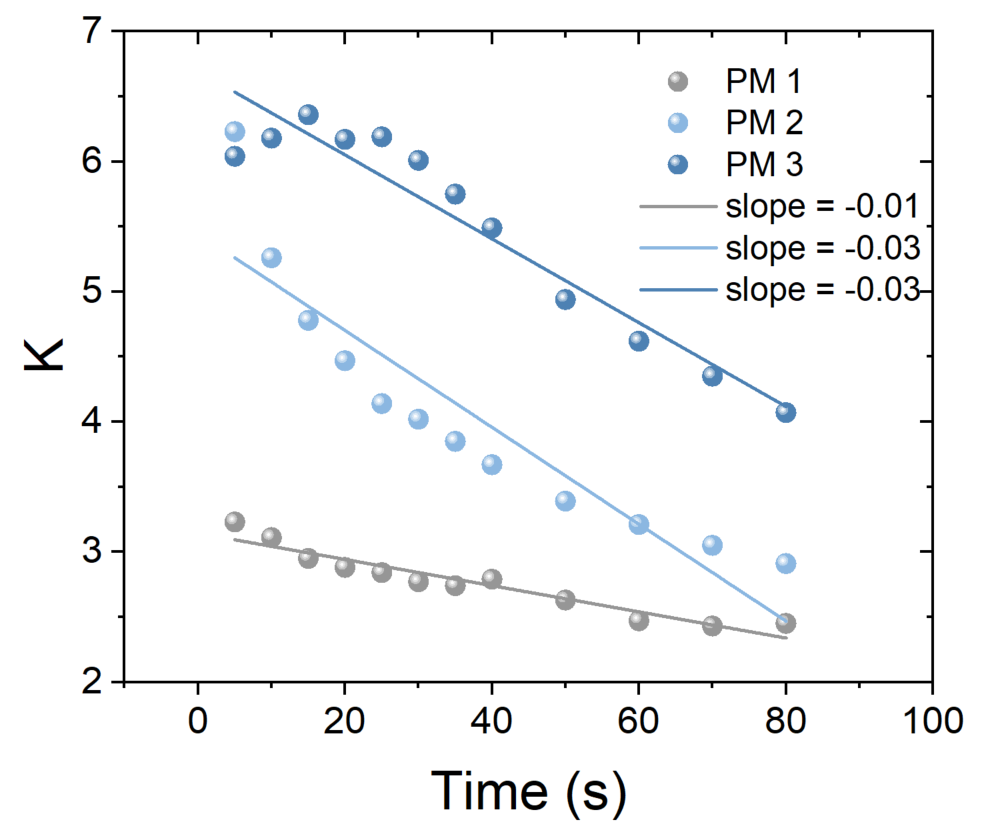 7
6
5
4
3
2
K
PM 1
PM 2
PM 3
slope = -0.01
slope = -0.03
slope = -0.03
0 20 40 60 80 100
Time (s)